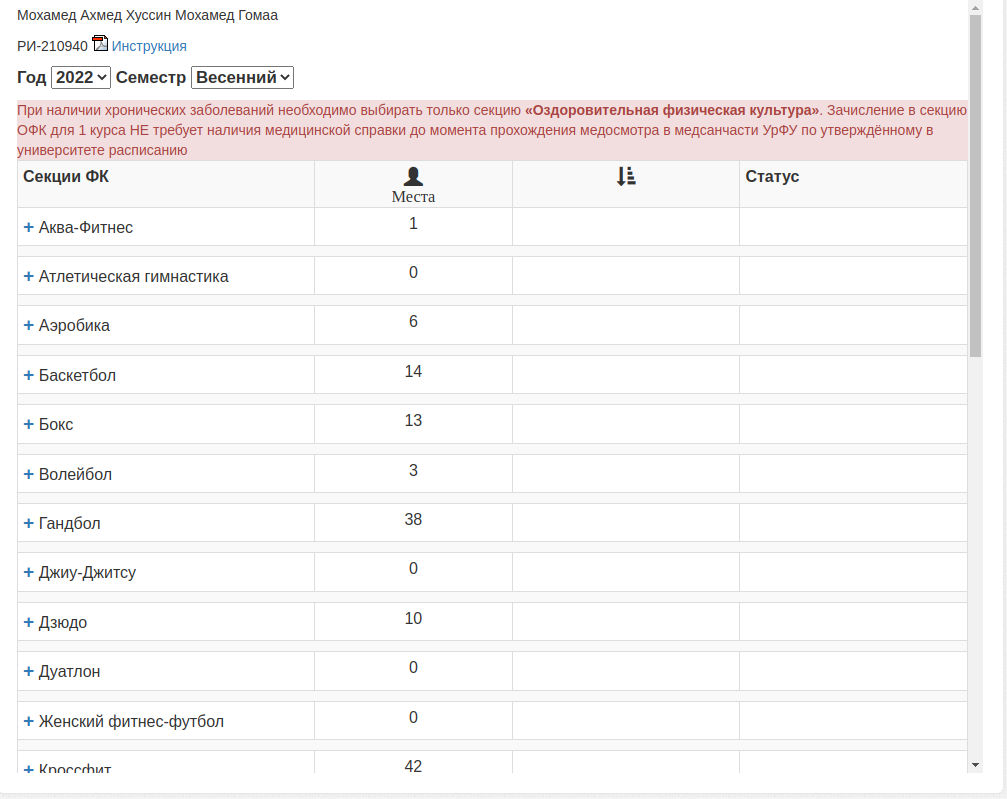 Мохамед Ахмед Хуссин Мохамед Гомаа
РИ-210940 Инструкция
Год 2022 Семестр Весенний
При наличии хронических заболеваний необходимо выбирать только секцию «Оздоровительная физическая культура». Зачисление в секцию
ОФК для 1 курса НЕ требует наличия медицинской справки до момента прохождения медосмотра в медсанчасти УрФУ по утверждённому в
университете расписанию
Секции ФК Места Статус
+ Аква-Фитнес 1
+ Атлетическая гимнастика 0
+ Аэробика 6
+ Баскетбол 14
+ Бокс 13
+ Волейбол 3
+ Гандбол 38
+ Джиу-Джитсу 0
+ Дзюдо 10
+ Дуатлон 0
+ Женский фитнес-футбол 0
+ Кроссфит 42